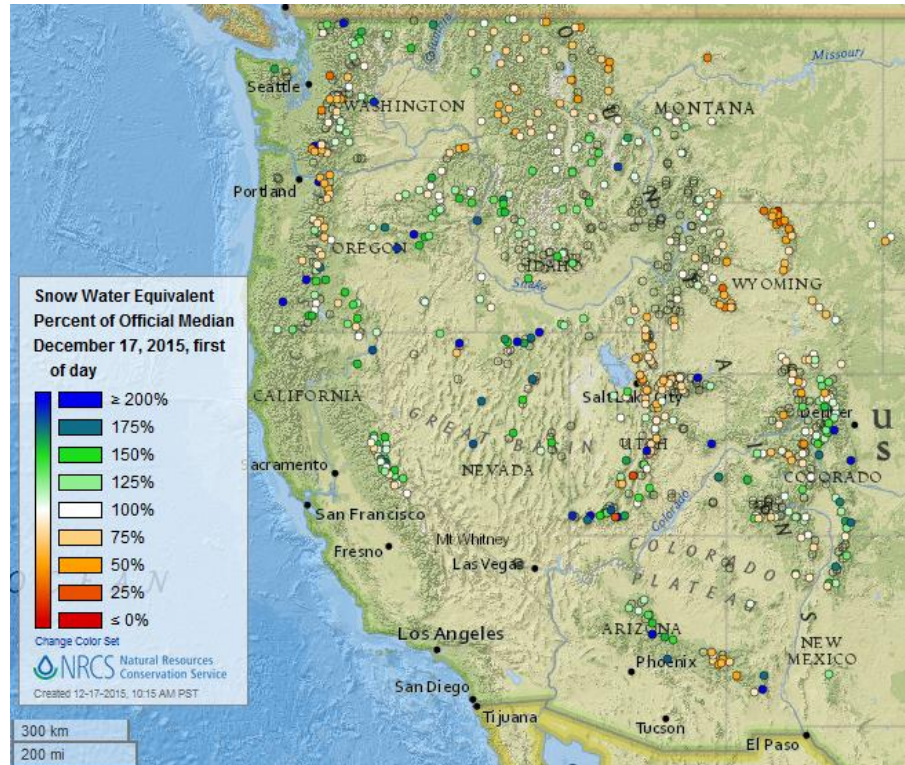 Missouri
Columbia
Seattle
WASHINGTON
MONTANA
Portland
OREGON
IDAHO
Snake
WYOMING
Snow Water Equivalent
Percent of Official Median
December 17, 2015, first
of day
≥ 200%
175%
150%
125%
100%
75%
50%
25%
≤ 0%
Change Color Set
NRCS Natural Resources
Conservation Service
Created 12-17-2015, 10:15 AM PST
CALIFORNIA
Salt Lake City
GREAT BASIN
UTAH
NEVADA
Denver
US
COLORADO
Sacramento
San Francisco
Colorado
Fresno
Mt Whitney
Las Vegas
COLORADO
PLATEAU
ARIZONA
Los Angeles
Phoenix
NEW
MEXICO
San Diego
Tijuana
Tucson
El Paso
300 km
200 mi